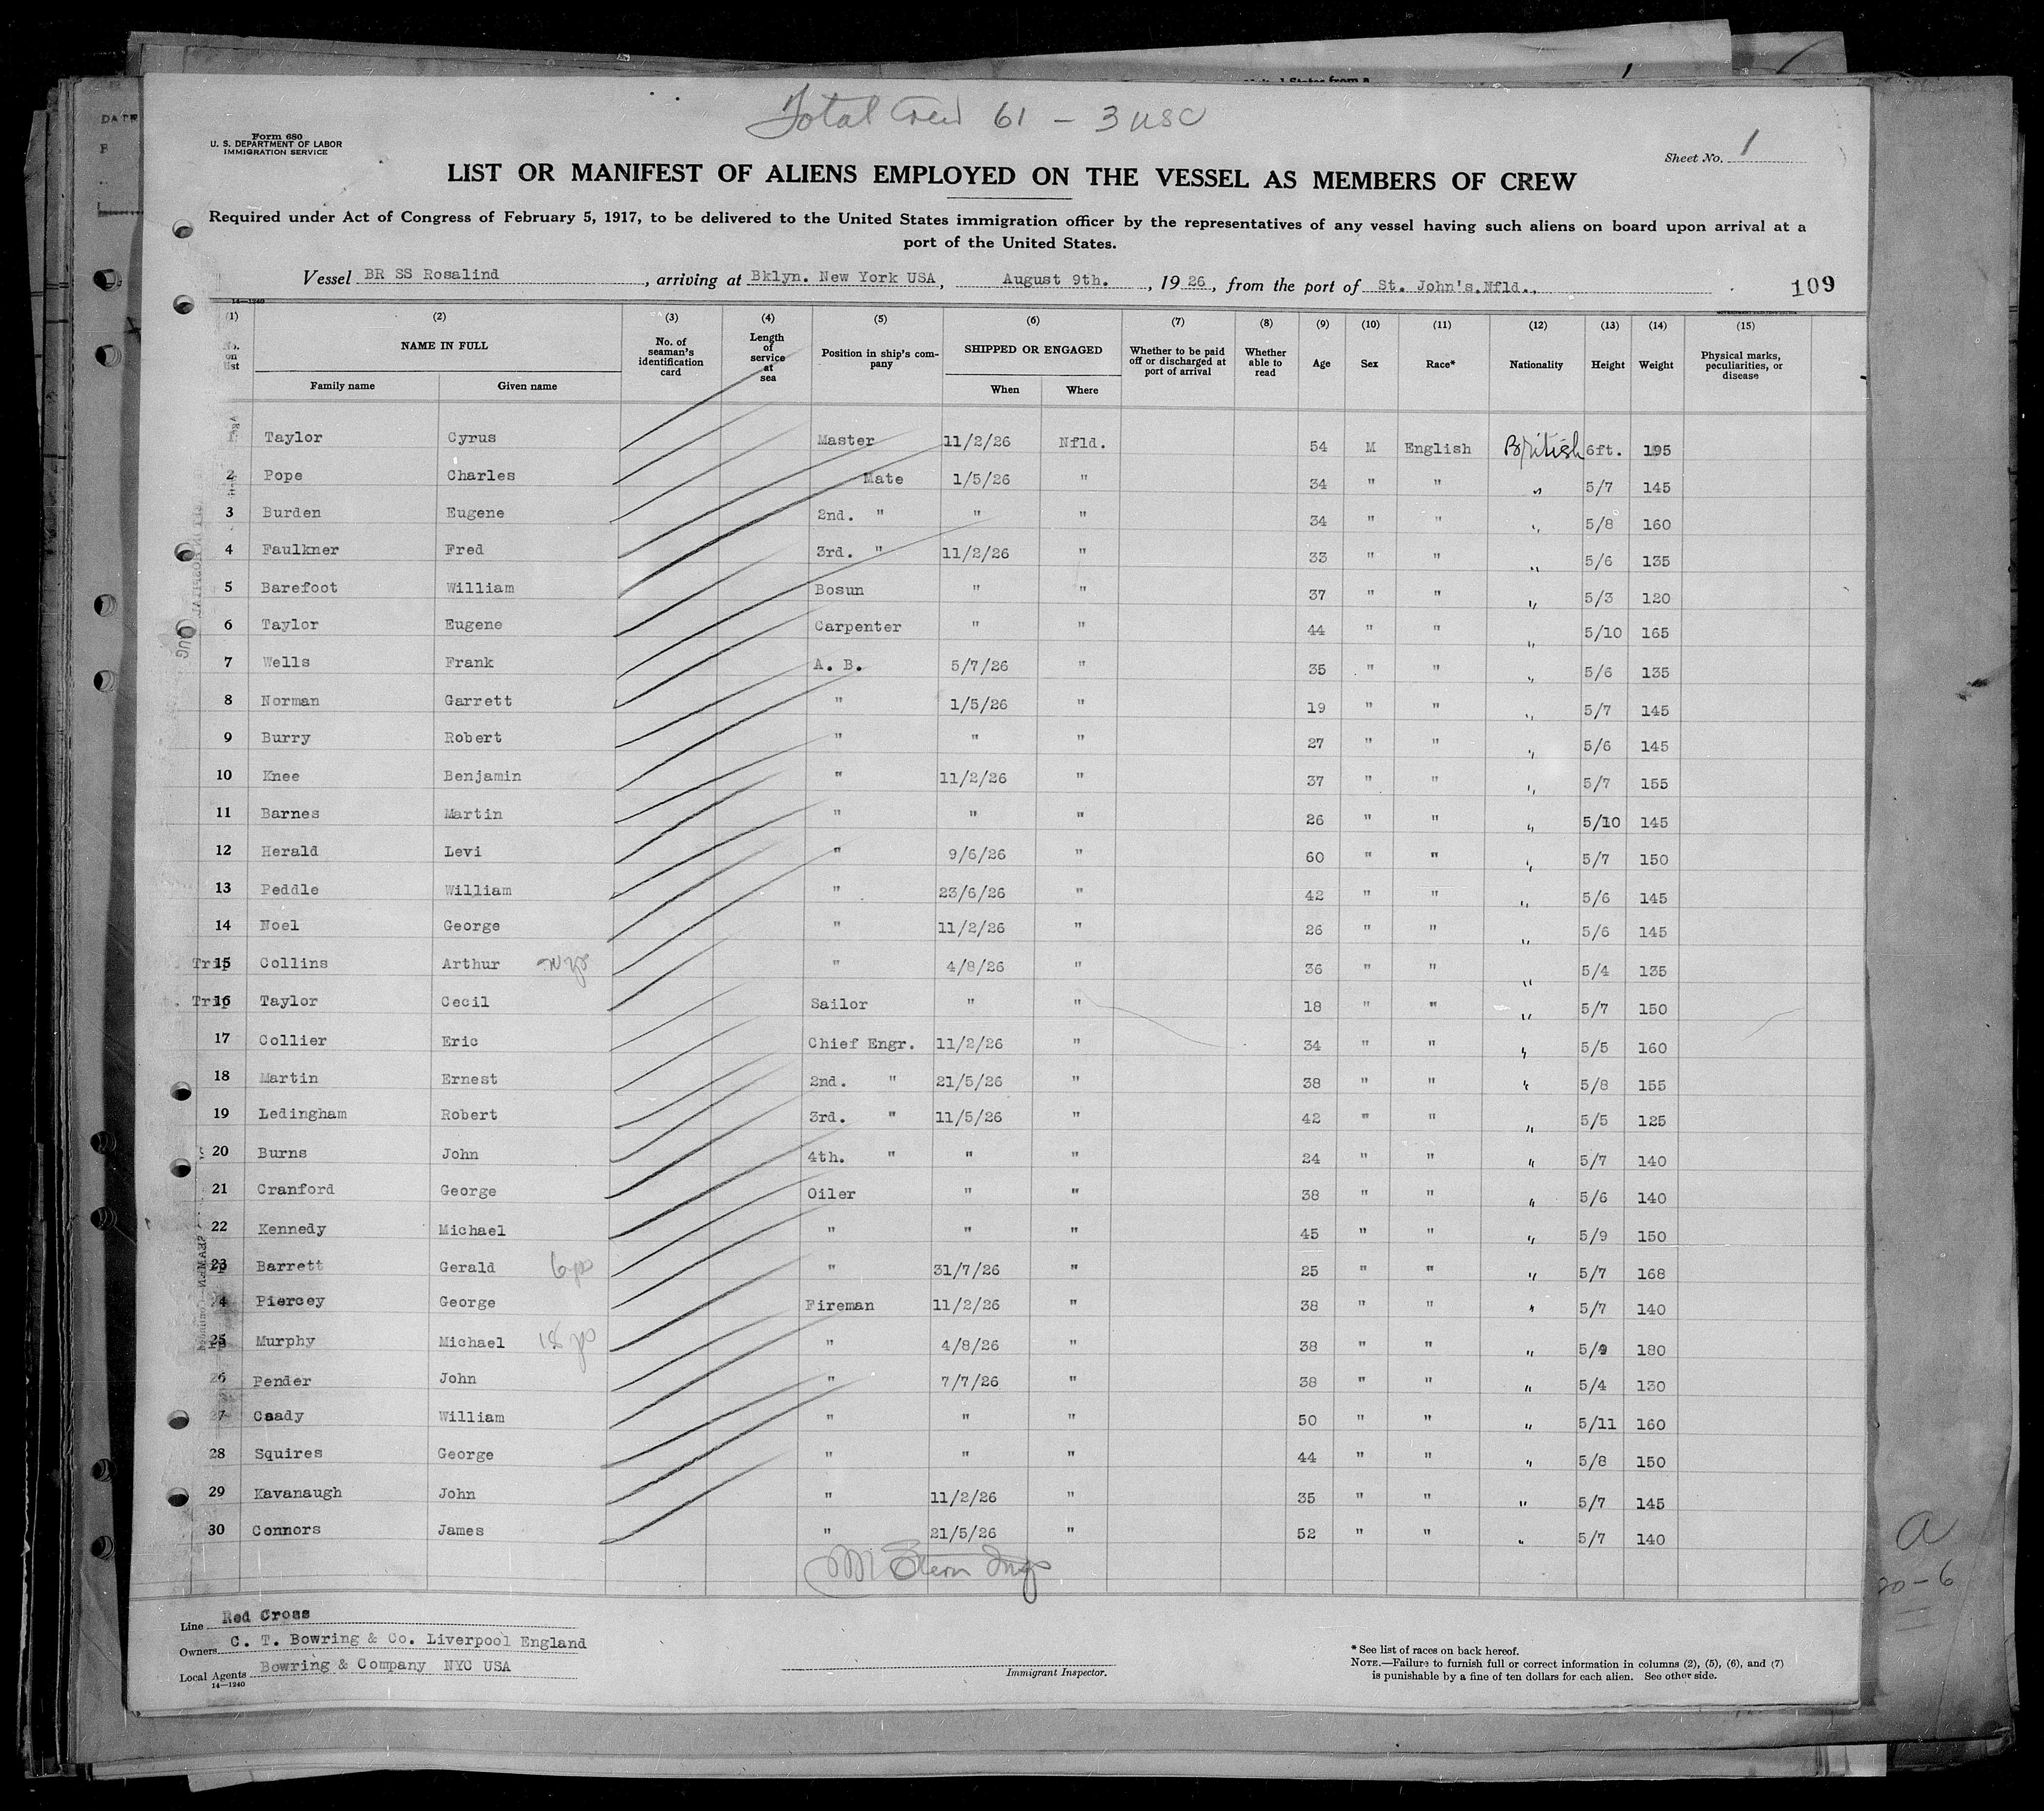 Total Crew 61 - 3 USC
Form 680
U. S. DEPARTMENT OF LABOR
IMMIGRATION SERVICE
Sheet No. 1
LIST OR MANIFEST OF ALIENS EMPLOYED ON THE VESSEL AS MEMBERS OF CREW
Required under Act of Congress of February 5, 1917, to be delivered to the United States immigration officer by the representatives of any vessel having such aliens on board upon arrival at a
port of the United States.
Vessel BR SS Rosalind, arriving at Bklyn. New York USA, August 9th., 1926, from the port of St. John's.Nfld.,
109
14—1240
(1) (2) (3) (4) (5) (6) (7) (8) (9) (10) (11) (12) (13) (14) (15)
No. on list NAME IN FULL No. of seaman's identification card Length of service at sea Position in ship's company SHIPPED OR ENGAGED Whether to be paid off or discharged at port of arrival Whether able to read Age Sex Race* Nationality Height Weight Physical marks, peculiarities, or disease
Family name Given name When Where
Taylor Cyrus Master 11/2/26 Nfld. 54 M English British 6ft. 195
2 Pope Charles Mate 1/5/26 " 34 " " " 5/7 145
3 Burden Eugene 2nd. " " " 34 " " " 5/8 160
4 Faulkner Fred 3rd. " 11/2/26 " 33 " " " 5/6 135
5 Barefoot William Bosun " " 37 " " " 5/3 120
6 Taylor Eugene Carpenter " " 44 " " " 5/10 165
7 Wells Frank A. B. 5/7/26 " 35 " " " 5/6 135
8 Norman Garrett " 1/5/26 " 19 " " " 5/7 145
9 Burry Robert " " " 27 " " " 5/6 145
10 Knee Benjamin " 11/2/26 " 37 " " " 5/7 155
11 Barnes Martin " " " 26 " " " 5/10 145
12 Herald Levi " 9/6/26 " 60 " " " 5/7 150
13 Peddle William " 23/6/26 " 42 " " " 5/6 145
14 Noel George " 11/2/26 " 26 " " " 5/6 145
Trip 15 Collins Arthur " 4/8/26 " 36 " " " 5/4 135
Trip 16 Taylor Cecil Sailor " " 18 " " " 5/7 150
17 Collier Eric Chief Engr. 11/2/26 " 34 " " " 5/5 160
18 Martin Ernest 2nd. " 21/5/26 " 38 " " " 5/8 155
19 Ledingham Robert 3rd. " 11/5/26 " 42 " " " 5/5 125
20 Burns John 4th. " " " 24 " " " 5/7 140
21 Cranford George Oiler " " 38 " " " 5/6 140
22 Kennedy Michael " " " 45 " " " 5/9 150
23 Barrett Gerald " 31/7/26 " 25 " " " 5/7 168
4 Piercey George Fireman 11/2/26 " 38 " " " 5/7 140
25 Murphy Michael 18 " 4/8/26 " 38 " " " 5/9 180
26 Pender John " 7/7/26 " 38 " " " 5/4 130
27 Caady William " " " 50 " " " 5/11 160
28 Squires George " " " 44 " " " 5/8 150
29 Kavanaugh John " 11/2/26 " 35 " " " 5/7 145
30 Connors James " 21/5/26 " 52 " " " 5/7 140
Line Red Cross
Owners C. T. Bowring & Co. Liverpool England
Local Agents Bowring & Company NYC USA
14—1240
Immigrant Inspector.
*See list of races on back hereof.
NOTE.—Failure to furnish full or correct information in columns (2), (5), (6), and (7)
is punishable by a fine of ten dollars for each alien. See other side.